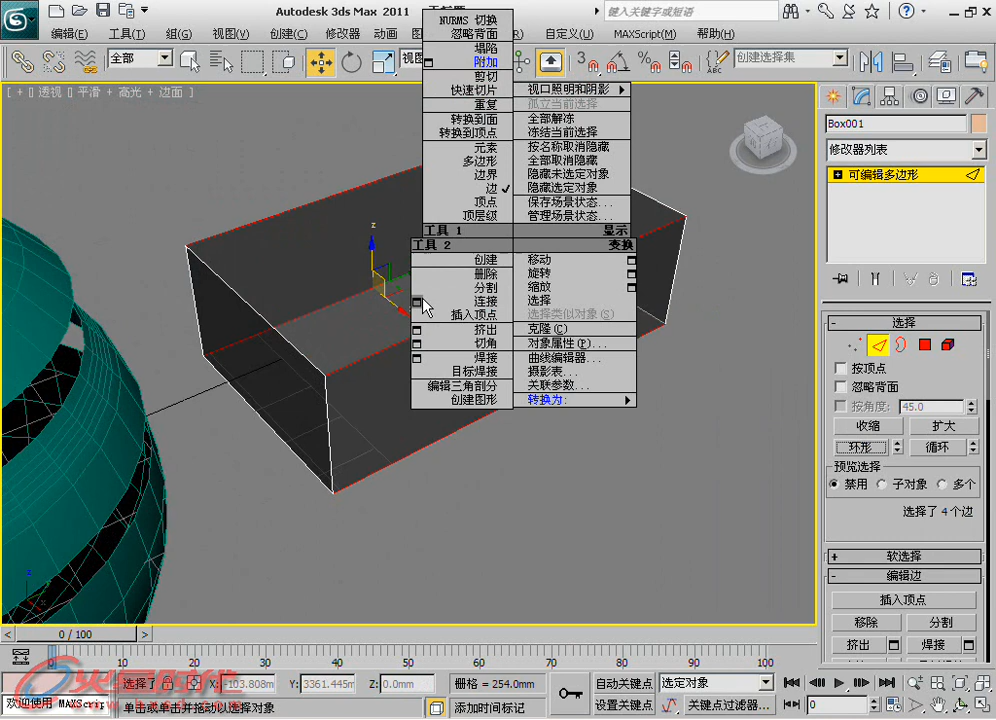 Autodesk 3ds Max 2011
键入关键字或短语
编辑(E) 工具(T) 组(G) 视图(V) 创建(C) 修改器 动画 自定义(U) MAXScript(M) 帮助(H)
全部 创建选择集
[ + [] 透视 ] 平滑 + 高光 + 边面 ]
NURMS 切换
忽略背面
塌陷
附加
剪切
快速切片
重复
转换到面
转换到顶点
元素
多边形
边界
边
顶点
顶层级
工具 1
视口照明和阴影
孤立当前选择
全部解冻
冻结当前选择
按名称取消隐藏
全部取消隐藏
隐藏未选定对象
隐藏选定对象
保存场景状态...
管理场景状态...
显示
工具 2
创建
删除
分割
连接
插入顶点
挤出
切角
焊接
目标焊接
编辑三角剖分
创建图形
变换
移动
旋转
缩放
选择
选择类似对象(S)
克隆(C)
对象属性(P)...
曲线编辑器...
摄影表...
关联参数...
转换为:
z
Box001
修改器列表
可编辑多边形
选择
按顶点
忽略背面
按角度: 45.0
收缩 扩大
环形 循环
预览选择
禁用 子对象 多个
选择了 4 个边
软选择
编辑边
插入顶点
移除 分割
挤出 焊接
0 / 100
0 10 20 30 40 50 60 70 80 90 100
选择了 X: -103.808m Y: 3361.445m Z: 0.0mm 栅格 = 254.0mm 自动关键点 选定对象
欢迎使用 MAXScrip 单击或单击并拖动以选择对象 添加时间标记 设置关键点 关键点过滤器... 0